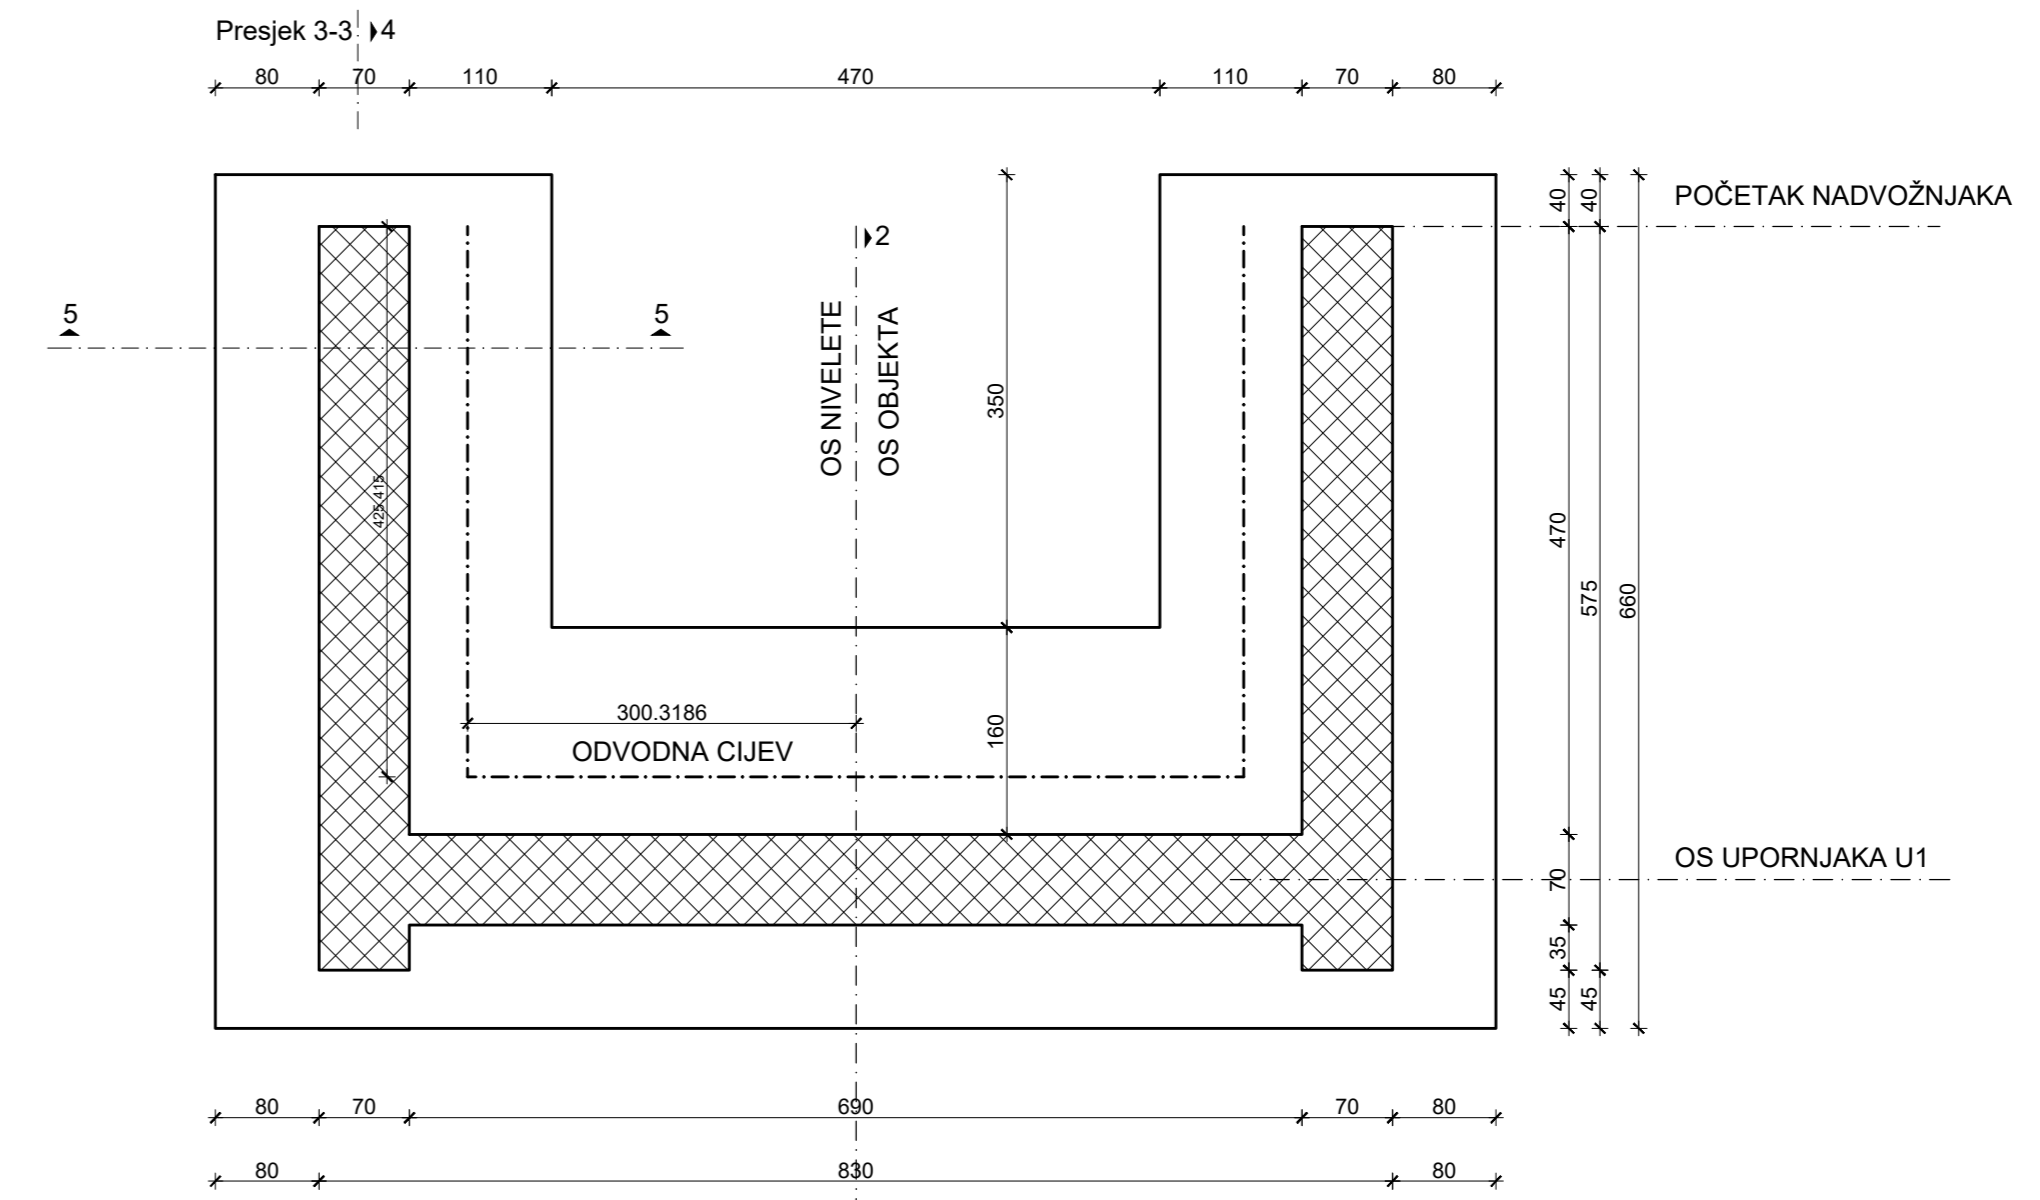 Presjek 3-3 4
80 70 110 470 110 70 80
40 40 POČETAK NADVOŽNJAKA
2
5 5
OS NIVELETE
OS OBJEKTA
350
425.415
470
575
660
300.3186
ODVODNA CIJEV
160
OS UPORNJAKA U1
70
35
45 45
80 70 690 70 80
80 830 80